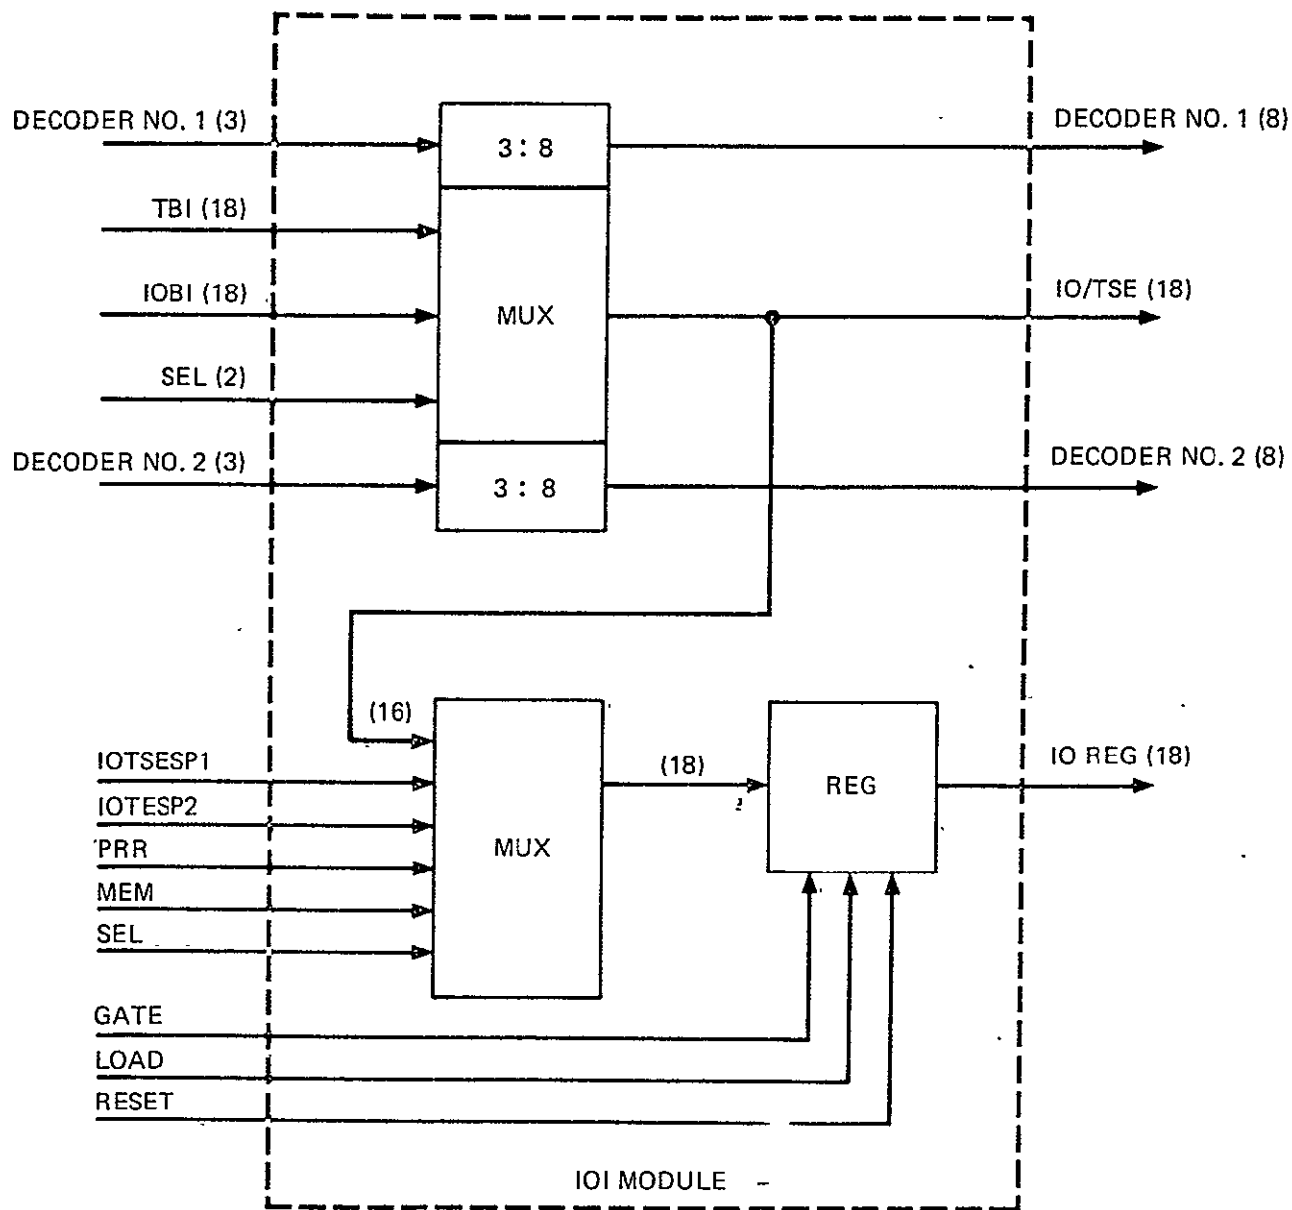 DECODER NO. 1 (3)
3 : 8
DECODER NO. 1 (8)
TBI (18)
IOBI (18)
MUX
IO/TSE (18)
SEL (2)
DECODER NO. 2 (3)
3 : 8
DECODER NO. 2 (8)
(16)
IOTSESP1
(18)
REG
IO REG (18)
IOTESP2
PRR
MUX
MEM
SEL
GATE
LOAD
RESET
IOI MODULE